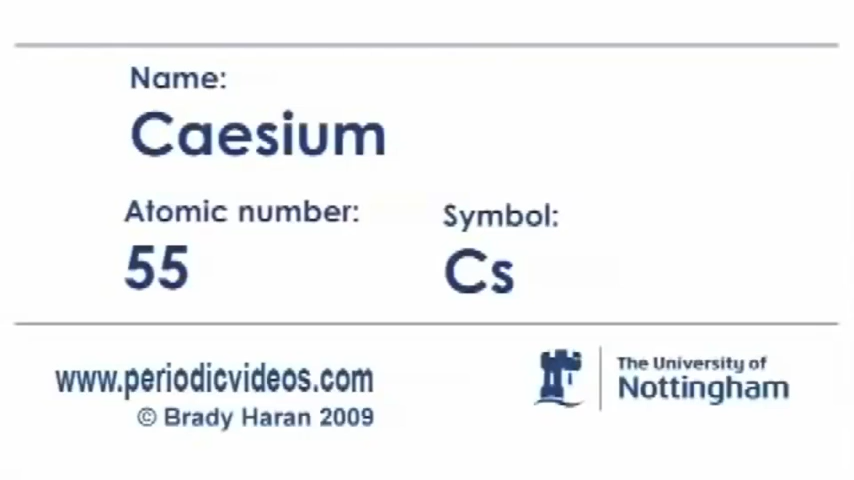 Name:
Caesium
Atomic number:
55
Symbol:
Cs
www.periodicvideos.com
© Brady Haran 2009
The University of
Nottingham